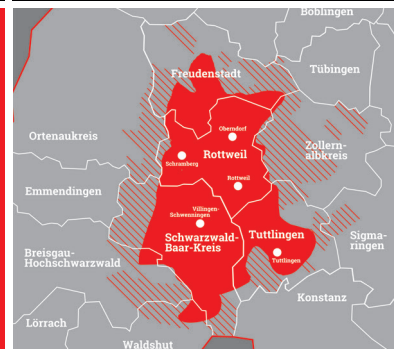 Böblingen
Freudenstadt
Tübingen
Ortenaukreis
Oberndorf
Schramberg
Rottweil
Zollern-
albkreis
Rottweil
Emmendingen
Villingen-
Schwenningen
Schwarzwald-
Baar-Kreis
Tuttlingen
Sigma-
ringen
Breisgau-
Hochschwarzwald
Tuttlingen
Konstanz
Lörrach
Waldshut